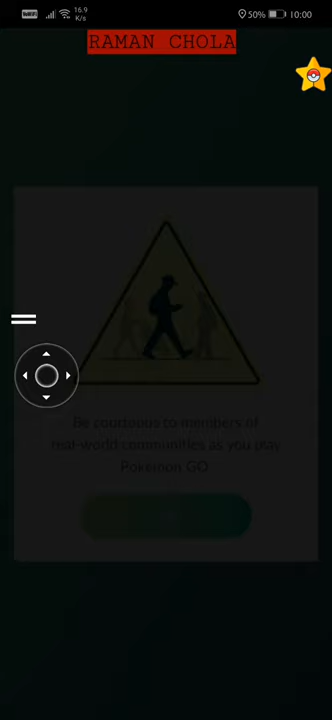 16.9
K/s
50%
10:00
RAMAN CHOLA
Be courteous to members of
real-world communities as you play
Pokémon GO